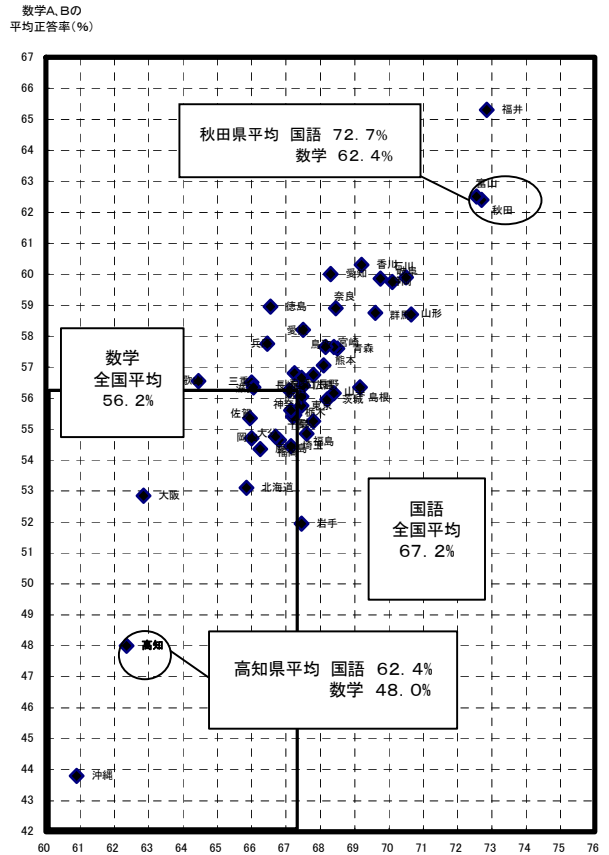 数学A、Bの
平均正答率(%)
67
66
65
64
63
62
61
60
59
58
57
56
55
54
53
52
51
50
49
48
47
46
45
44
43
42
福井
秋田県平均 国語 72.7%
数学 62.4%
富山
秋田
香川
石川
愛知
奈良
徳島
群馬
山形
宮崎
青森
熊本
数学
全国平均
56.2%
三重
島根
茨城
東京
佐賀
栃木
福島
埼玉
北海道
大阪
岩手
国語
全国平均
67.2%
高知
高知県平均 国語 62.4%
数学 48.0%
沖縄
60 61 62 63 64 65 66 67 68 69 70 71 72 73 74 75 76